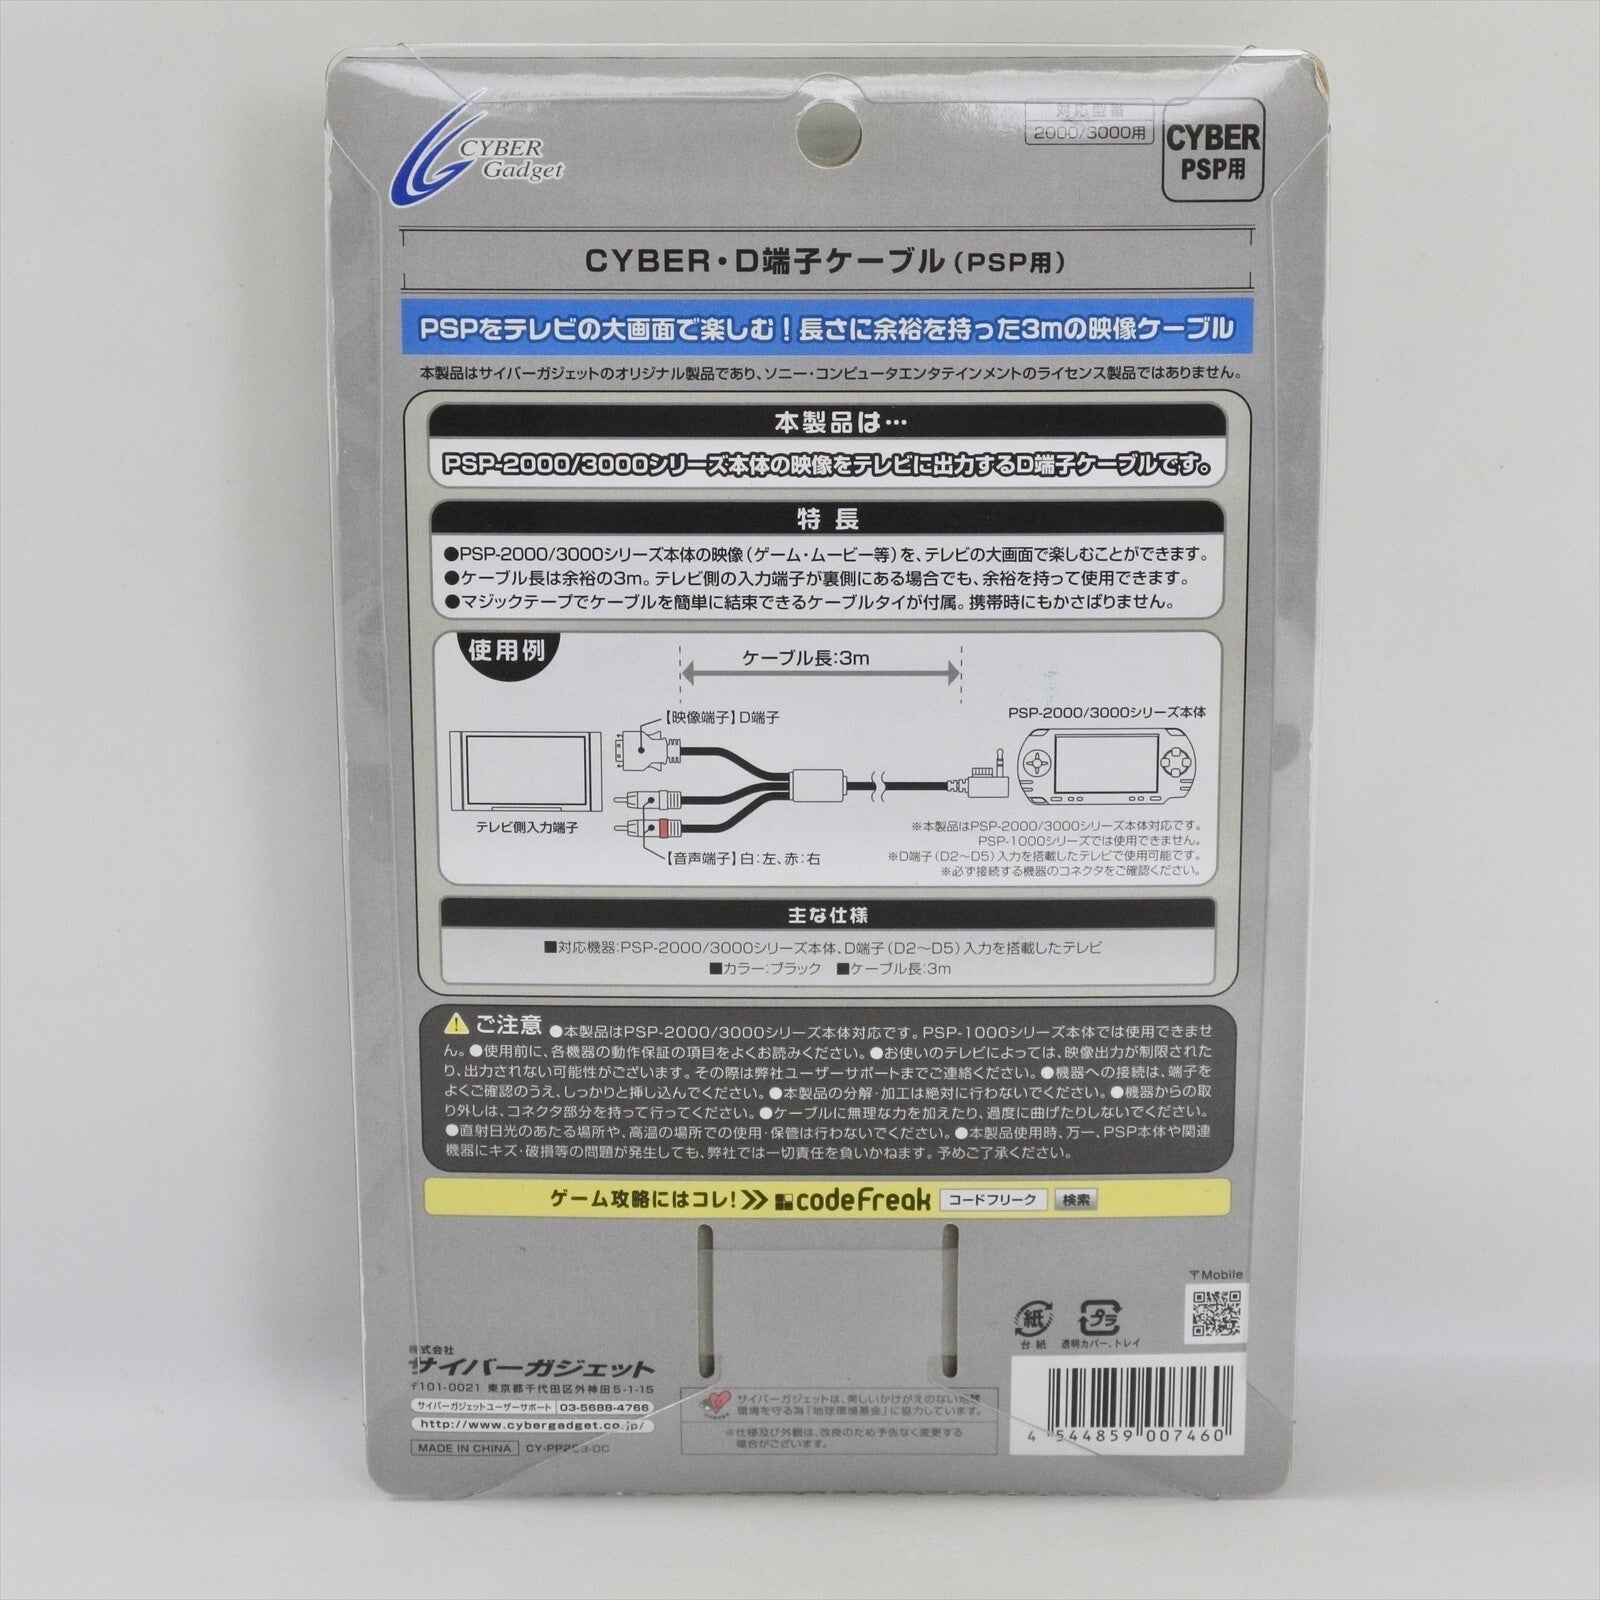 CYBER
Gadget
対応型番
2000/3000用
CYBER
PSP用
CYBER・D端子ケーブル(PSP用)
PSPをテレビの大画面で楽しむ!長さに余裕を持った3mの映像ケーブル
本製品はサイバーガジェットのオリジナル製品であり、ソニー・コンピュータエンタテインメントのライセンス製品ではありません。
本製品は…
PSP-2000/3000シリーズ本体の映像をテレビに出力するD端子ケーブルです。
特長
●PSP-2000/3000シリーズ本体の映像(ゲーム・ムービー等)を、テレビの大画面で楽しむことができます。
●ケーブル長は余裕の3m。テレビ側の入力端子が裏側にある場合でも、余裕を持って使用できます。
●マジックテープでケーブルを簡単に結束できるケーブルタイが付属。携帯時にもかさばりません。
使用例
ケーブル長:3m
【映像端子】D端子
PSP-2000/3000シリーズ本体
テレビ側入力端子
【音声端子】白:左、赤:右
※本製品はPSP-2000/3000シリーズ本体対応です。
PSP-1000シリーズでは使用できません。
※D端子(D2〜D5)入力を搭載したテレビで使用可能です。
※必ず接続する機器のコネクタをご確認ください。
主な仕様
■対応機器:PSP-2000/3000シリーズ本体、D端子(D2〜D5)入力を搭載したテレビ
■カラー:ブラック ■ケーブル長:3m
ご注意 ●本製品はPSP-2000/3000シリーズ本体対応です。PSP-1000シリーズ本体では使用できませ
ん。●使用前に、各機器の動作保証の項目をよくお読みください。●お使いのテレビによっては、映像出力が制限された
り、出力されない可能性がございます。その際は弊社ユーザーサポートまでご連絡ください。●機器への接続は、端子を
よくご確認のうえ、しっかりと挿し込んでください。●本製品の分解・加工は絶対に行わないでください。●機器からの取
り外しは、コネクタ部分を持って行ってください。●ケーブルに無理な力を加えたり、過度に曲げたりしないでください。
●直射日光のあたる場所や、高温の場所での使用・保管は行わないでください。●本製品使用時、万一、PSP本体や関連
機器にキズ・破損等の問題が発生しても、弊社では一切責任を負いかねます。予めご了承ください。
ゲーム攻略にはコレ! codeFreak コードフリーク 検索
Mobile
紙
台紙
プラ
透明カバー、トレイ
株式会社
サイバーガジェット
〒101-0021 東京都千代田区外神田5-1-15
サイバーガジェットユーザーサポート 03-5688-4766
http://www.cybergadget.co.jp/
MADE IN CHINA
サイバーガジェットは、美しいかけがえのない地球
環境を守る為「地球環境基金」に協力しています。
※仕様及び外観は、改良のため予告なく変更する
場合がございます。
4 544859 007460